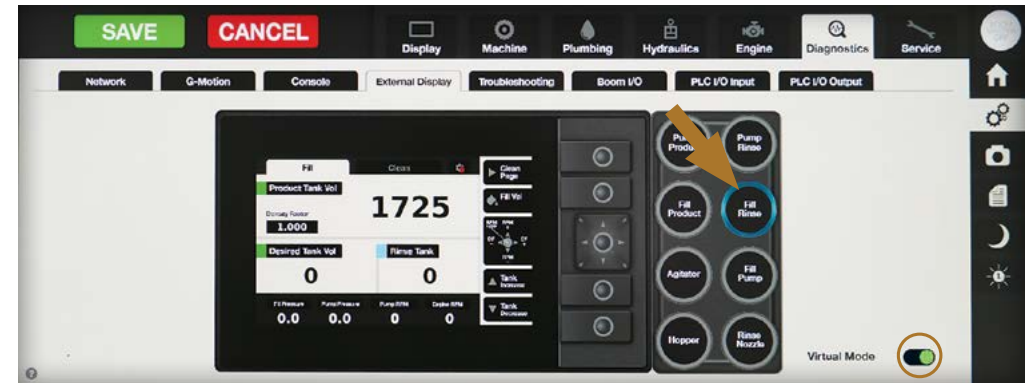 SAVE
CANCEL
Display
Machine
Plumbing
Hydraulics
Engine
Diagnostics
Service
Network
G-Motion
Console
External Display
Troubleshooting
Boom I/O
PLC I/O Input
PLC I/O Output
Fill
Clean
Product Tank Vol
1725
Density Factor
1.000
Desired Tank Vol
0
Rinse Tank
0
Fill Pressure
Pump Pressure
Pump RPM
Engine RPM
0.0
0.0
0
0
Clean
Page
Fill Vol
RPM
Tank
Increase
Tank
Decrease
Product
Pump
Rinse
Fill
Product
Fill
Rinse
Agitator
Fill
Pump
Hopper
Rinse
Nozzle
Virtual Mode